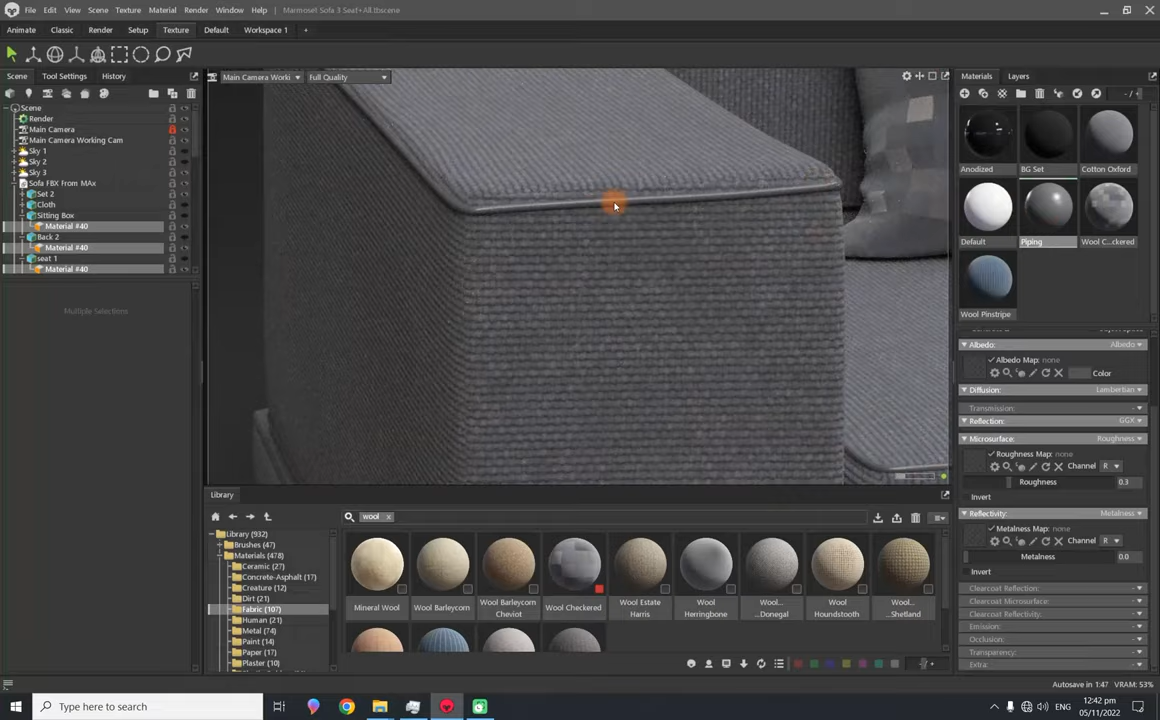 File Edit View Scene Texture Material Render Window Help Marmoset Sofa 3 Seat+All.tbscene
Animate Classic Render Setup Texture Default Workspace 1 +
Scene Tool Settings History
Main Camera Worki Full Quality
Materials Layers
Scene
Render
Main Camera
Main Camera Working Cam
Sky 1
Sky 2
Sky 3
Sofa FBX From MAx
Set 2
Cloth
Sitting Box
Material #40
Back 2
Material #40
seat 1
Material #40
Multiple Selections
Anodized BG Set Cotton Oxford
Default Piping Wool C...ckered
Wool Pinstripe
Albedo: Albedo
Albedo Map: none
Color
Diffusion: Lambertian
Transmission:
Reflection: GGX
Microsurface: Roughness
Roughness Map: none
Channel R
Roughness 0.3
Invert
Reflectivity: Metalness
Metalness Map: none
Channel R
Metalness 0.0
Invert
Clearcoat Reflection:
Clearcoat Microsurface:
Clearcoat Reflectivity:
Emission:
Occlusion:
Transparency:
Extra:
Library
wool
Library (932)
Brushes (47)
Materials (478)
Ceramic (27)
Concrete-Asphalt (17)
Creature (12)
Dirt (21)
Fabric (107)
Human (21)
Metal (74)
Paint (14)
Paper (17)
Plaster (10)
Mineral Wool Wool Barleycorn Wool Barleycorn Cheviot Wool Checkered Wool Estate Harris Wool Herringbone Wool... ...Donegal Wool Houndstooth Wool... ...Shetland
Autosave in 1:47 VRAM: 53%
Type here to search
ENG
12:42 pm
05/11/2022